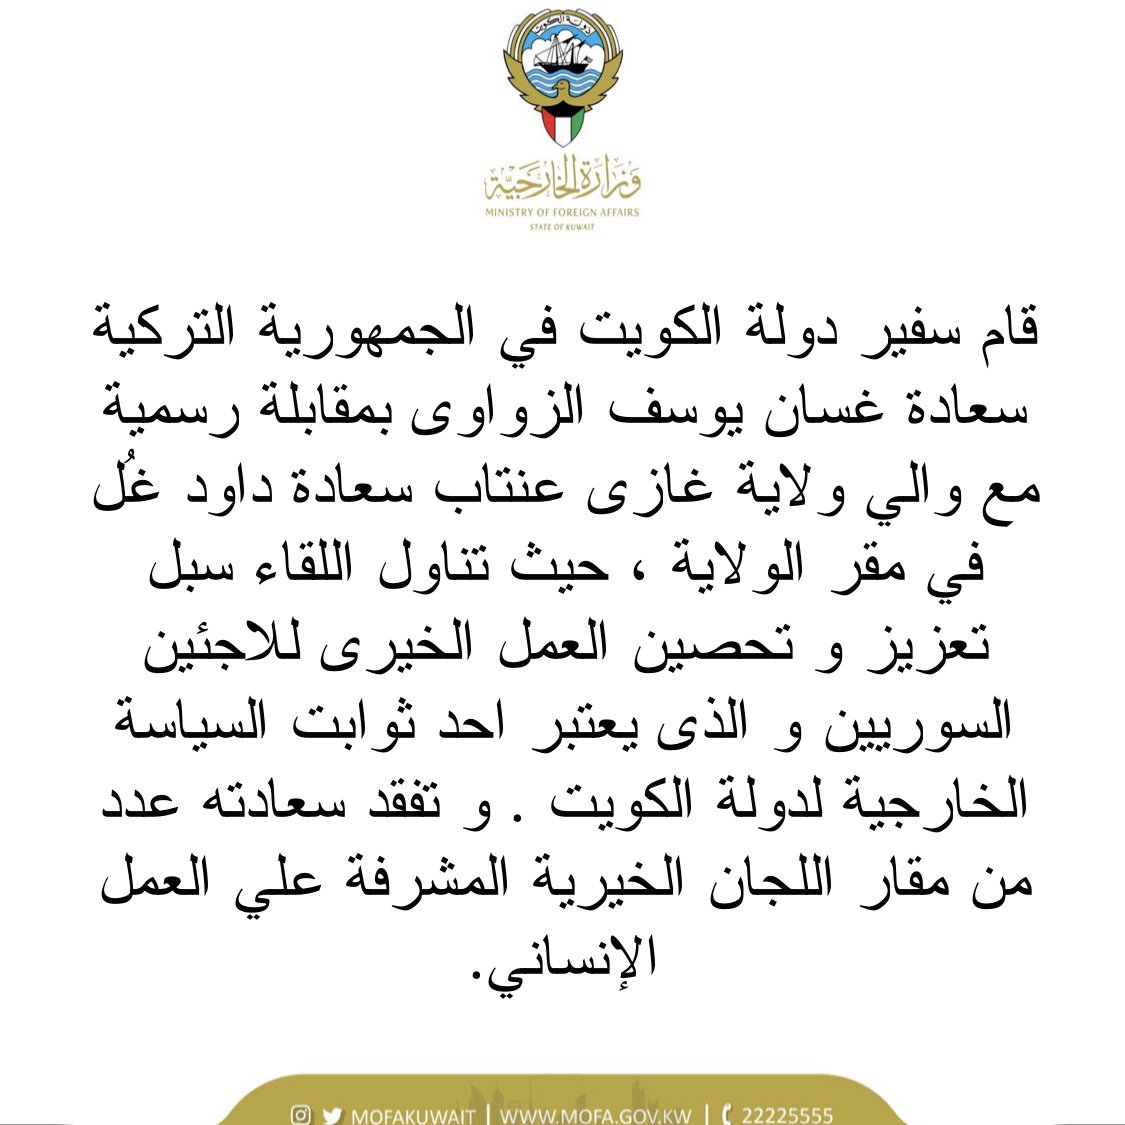 دولة الكويت
وزارة الخارجية
MINISTRY OF FOREIGN AFFAIRS
STATE OF KUWAIT
قام سفير دولة الكويت في الجمهورية التركية
سعادة غسان يوسف الزواوى بمقابلة رسمية
مع والي ولاية غازى عنتاب سعادة داود غُل
في مقر الولاية ، حيث تناول اللقاء سبل
تعزيز و تحصين العمل الخيرى للاجئين
السوريين و الذى يعتبر احد ثوابت السياسة
الخارجية لدولة الكويت . و تفقد سعادته عدد
من مقار اللجان الخيرية المشرفة علي العمل
الإنساني.
MOFAKUWAIT | WWW.MOFA.GOV.KW | 22225555